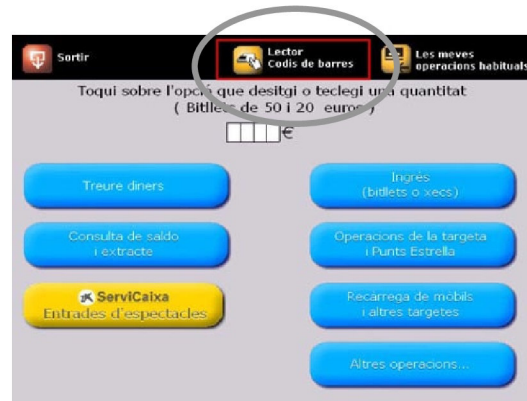 Sortir
Lector
Codis de barres
Les meves
operacions habituals
Toqui sobre l'opció que desitgi o teclegi una quantitat
( Bitllets de 50 i 20 euros )
€
Treure diners
Ingrés
(bitllets o xecs)
Consulta de saldo
i extracte
Operacions de la targeta
i Punts Estrella
ServiCaixa
Entrades d'espectacles
Recàrrega de mòbils
i altres targetes
Altres operacions...